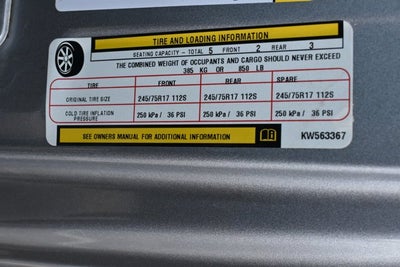 TIRE AND LOADING INFORMATION
SEATING CAPACITY - TOTAL 5 FRONT 2 REAR 3
THE COMBINED WEIGHT OF OCCUPANTS AND CARGO SHOULD NEVER EXCEED
385 KG OR 850 LB
TIRE FRONT REAR SPARE
ORIGINAL TIRE SIZE 245/75R17 112S 245/75R17 112S 245/75R17 112S
COLD TIRE INFLATION PRESSURE 250 kPa / 36 PSI 250 kPa / 36 PSI 250 kPa / 36 PSI
SEE OWNERS MANUAL FOR ADDITIONAL INFORMATION KW563367